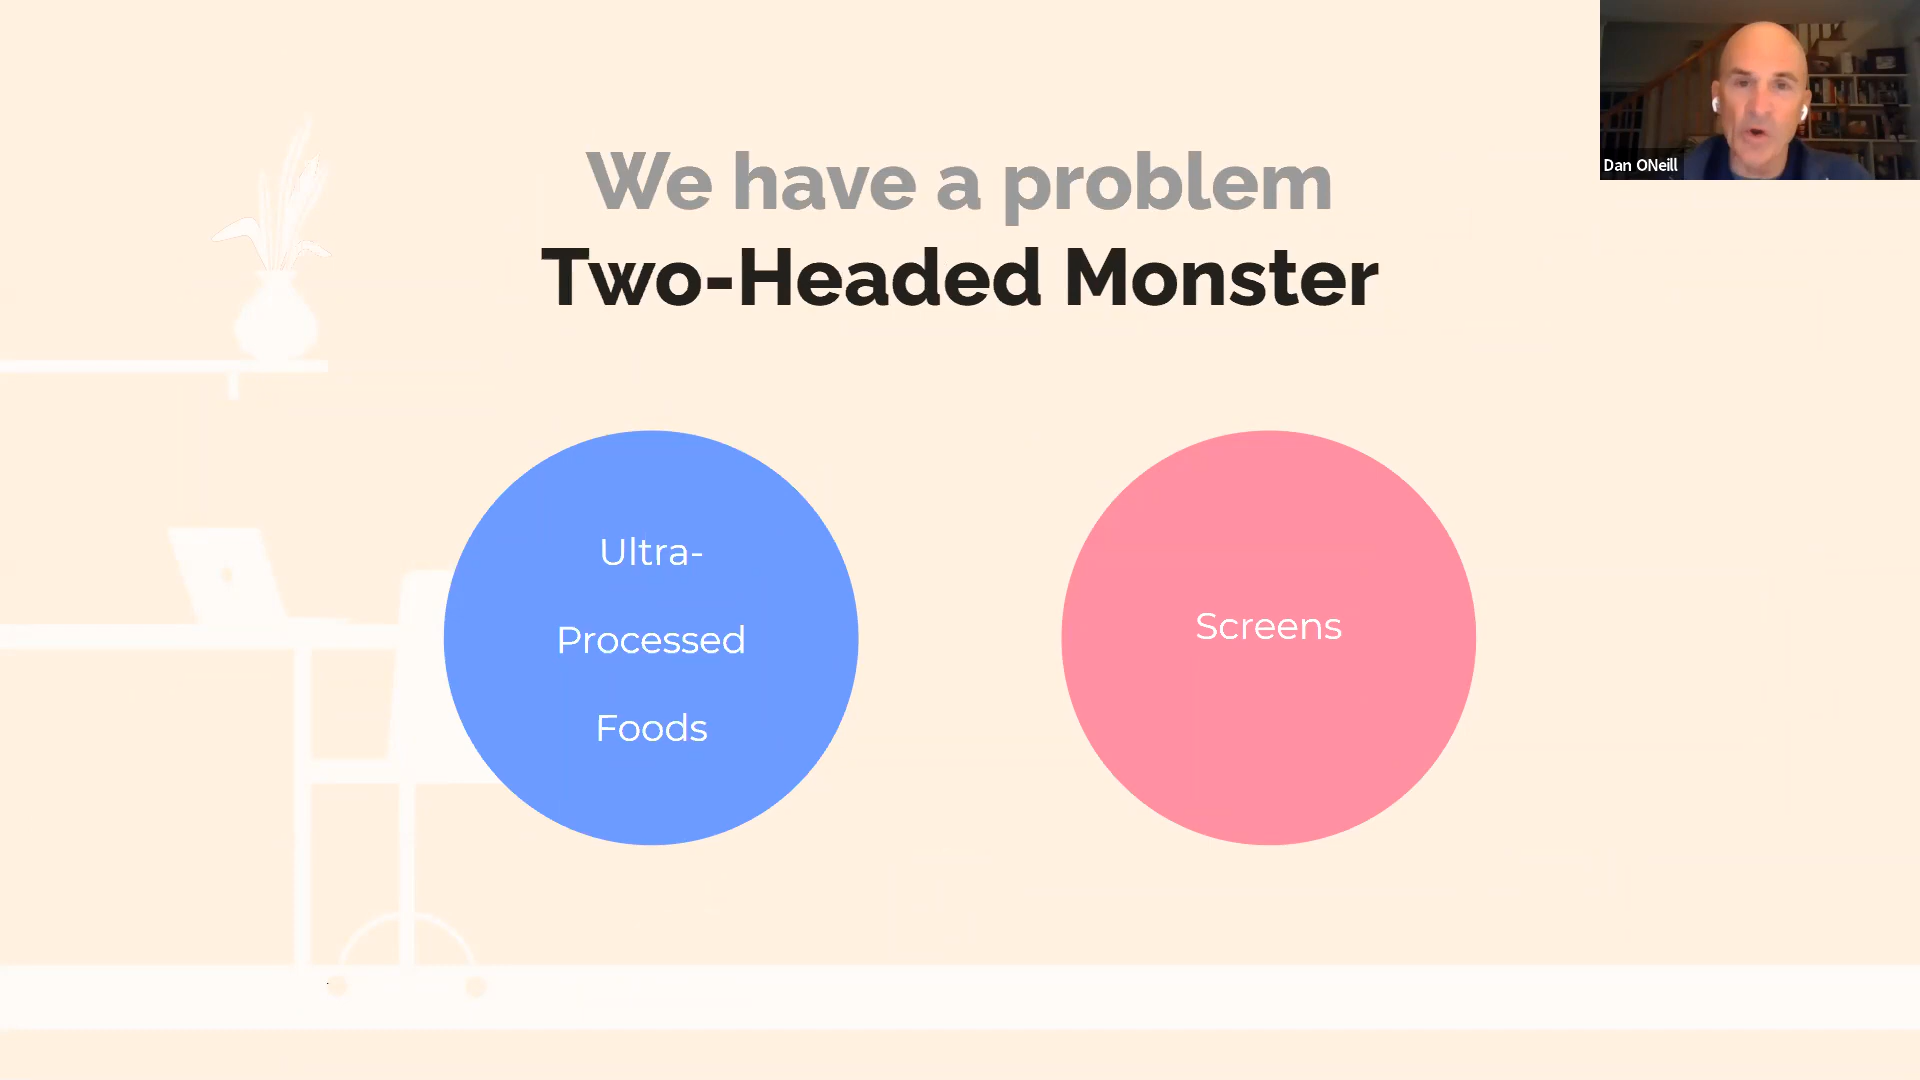 We have a problem
Two-Headed Monster
Ultra-
Processed
Foods
Screens
Dan ONeill